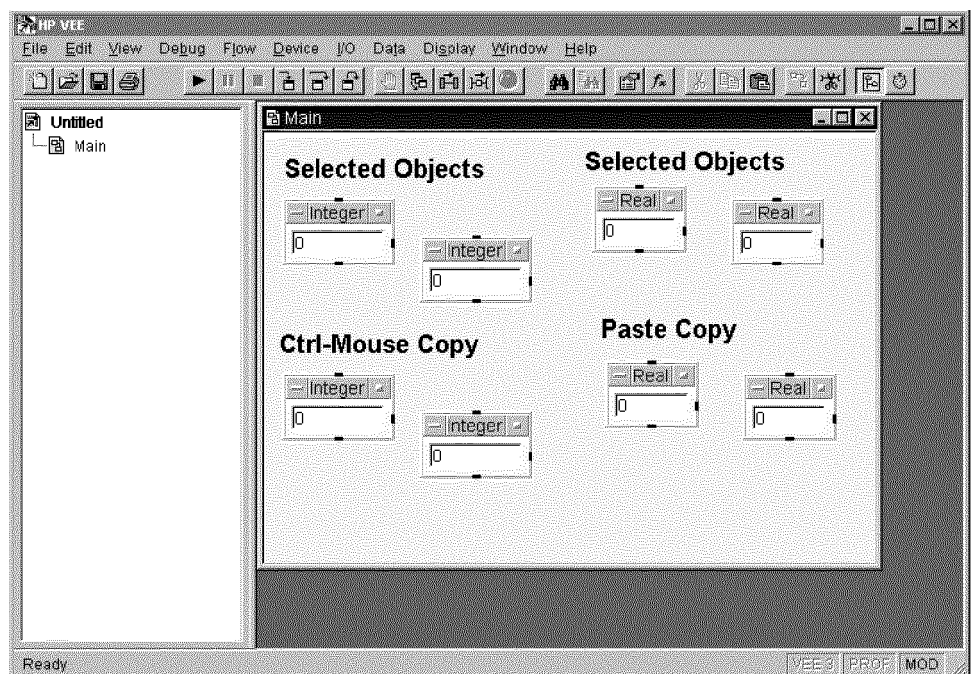 HP VEE
File Edit View Debug Flow Device I/O Data Display Window Help
Untitled
Main
Main
Selected Objects
Selected Objects
Integer
0
Integer
0
Real
0
Real
0
Ctrl-Mouse Copy
Paste Copy
Integer
0
Integer
0
Real
0
Real
0
Ready
VEE 3 PROF MOD